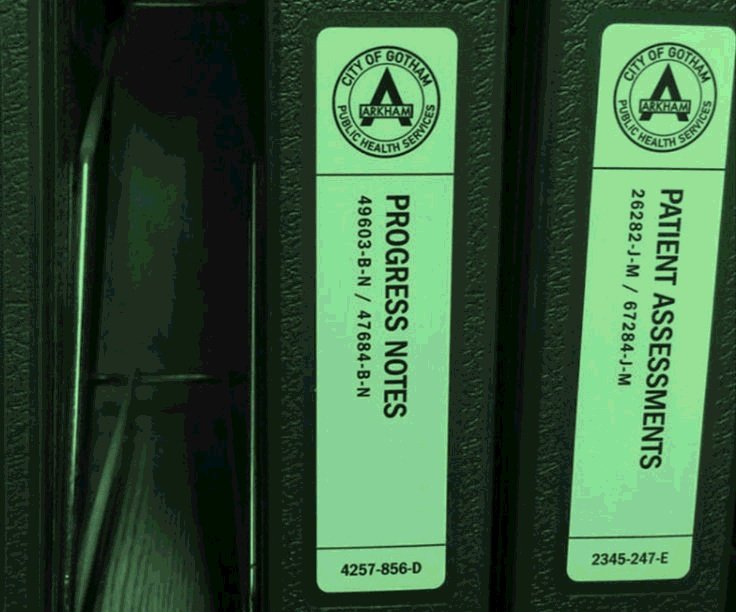 CITY OF GOTHAM
ARKHAM
PUBLIC HEALTH SERVICES
PROGRESS NOTES
49603-B-N / 47684-B-N
4257-856-D
CITY OF GOTHAM
ARKHAM
PUBLIC HEALTH SERVICES
PATIENT ASSESSMENTS
26282-J-M / 67284-J-M
2345-247-E